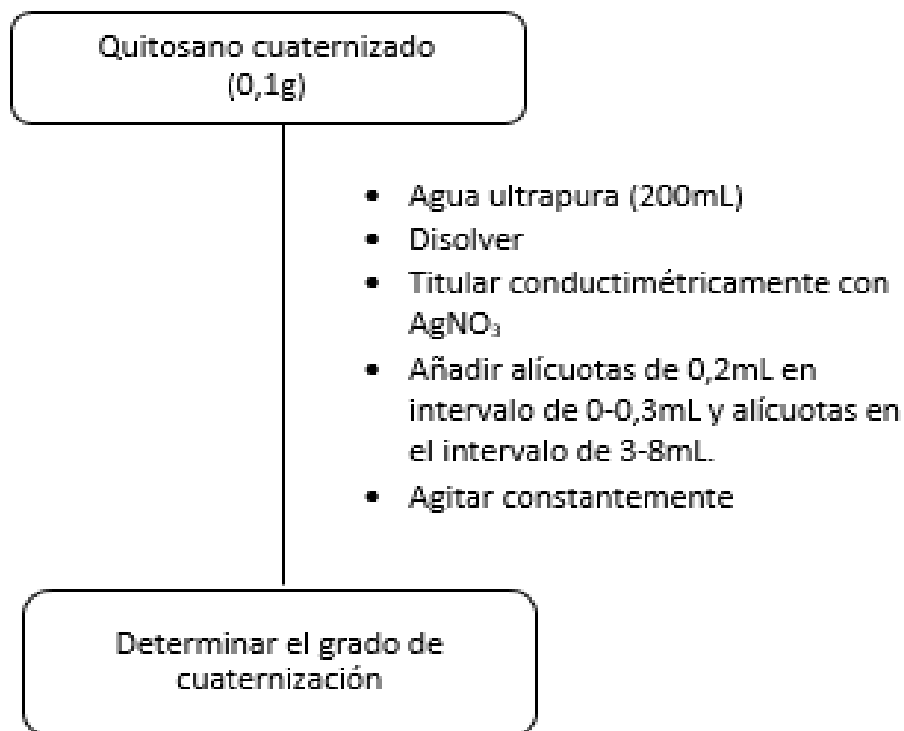 Quitosano cuaternizado
(0,1g)
• Agua ultrapura (200mL)
• Disolver
• Titular conductimétricamente con
AgNO₃
• Añadir alícuotas de 0,2mL en
intervalo de 0-0,3mL y alícuotas en
el intervalo de 3-8mL.
• Agitar constantemente
Determinar el grado de
cuaternización